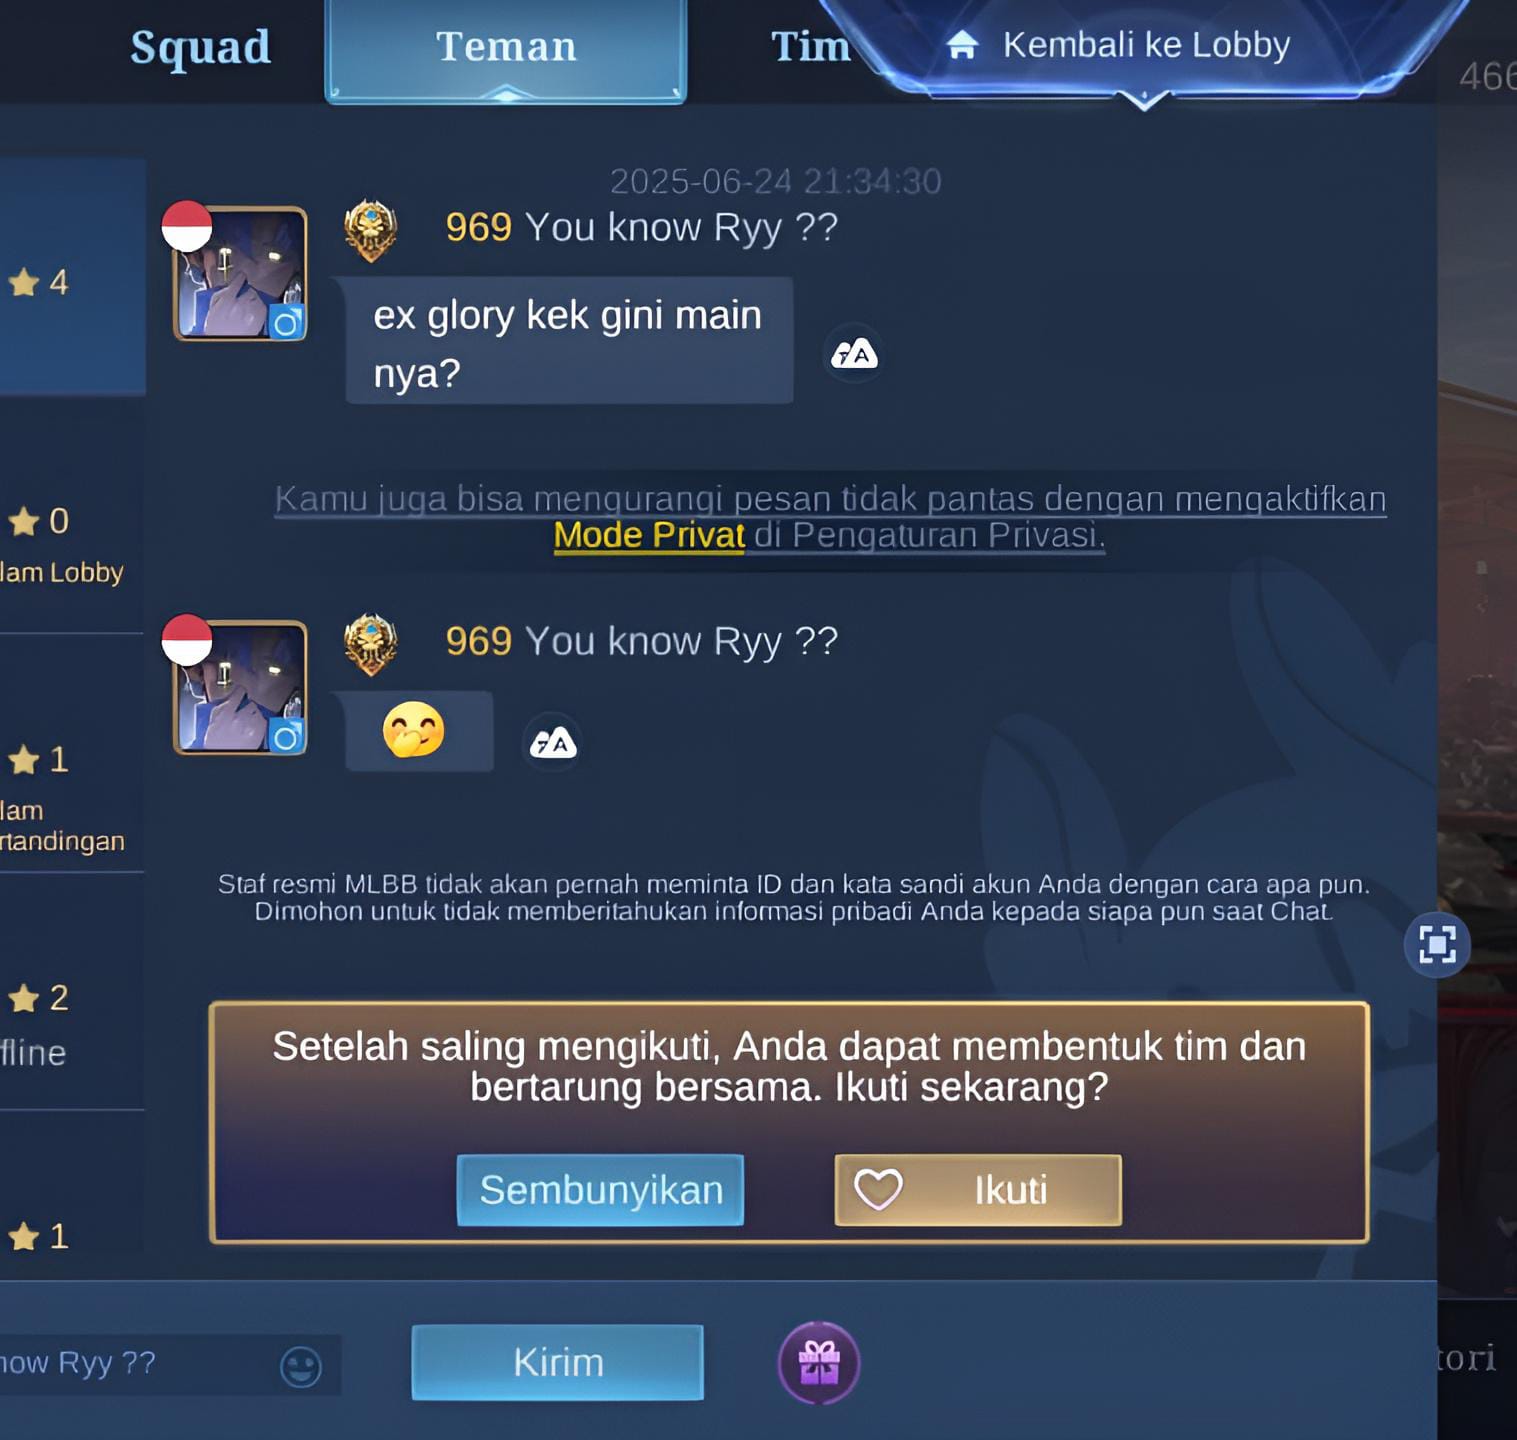 Squad
Teman
Tim
Kembali ke Lobby
466
2025-06-24 21:34:30
969 You know Ryy ??
ex glory kek gini main
nya?
Kamu juga bisa mengurangi pesan tidak pantas dengan mengaktifkan
Mode Privat di Pengaturan Privasi.
969 You know Ryy ??
4
0
lam Lobby
1
lam
rtandingan
2
ffline
1
Staf resmi MLBB tidak akan pernah meminta ID dan kata sandi akun Anda dengan cara apa pun.
Dimohon untuk tidak memberitahukan informasi pribadi Anda kepada siapa pun saat Chat.
Setelah saling mengikuti, Anda dapat membentuk tim dan
bertarung bersama. Ikuti sekarang?
Sembunyikan
Ikuti
now Ryy ??
Kirim
tori